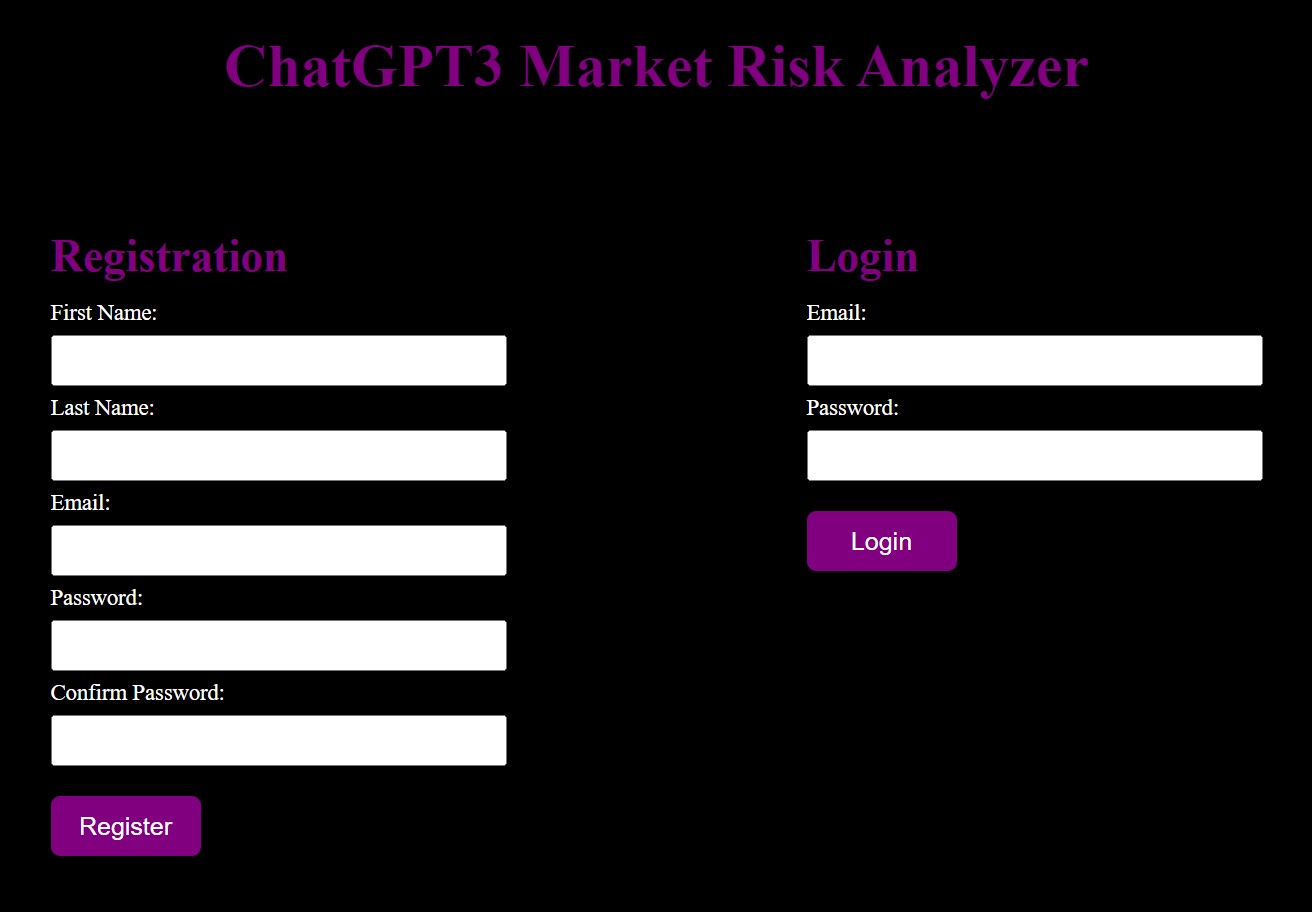 ChatGPT3 Market Risk Analyzer
Registration
First Name:
Last Name:
Email:
Password:
Confirm Password:
Register
Login
Email:
Password:
Login